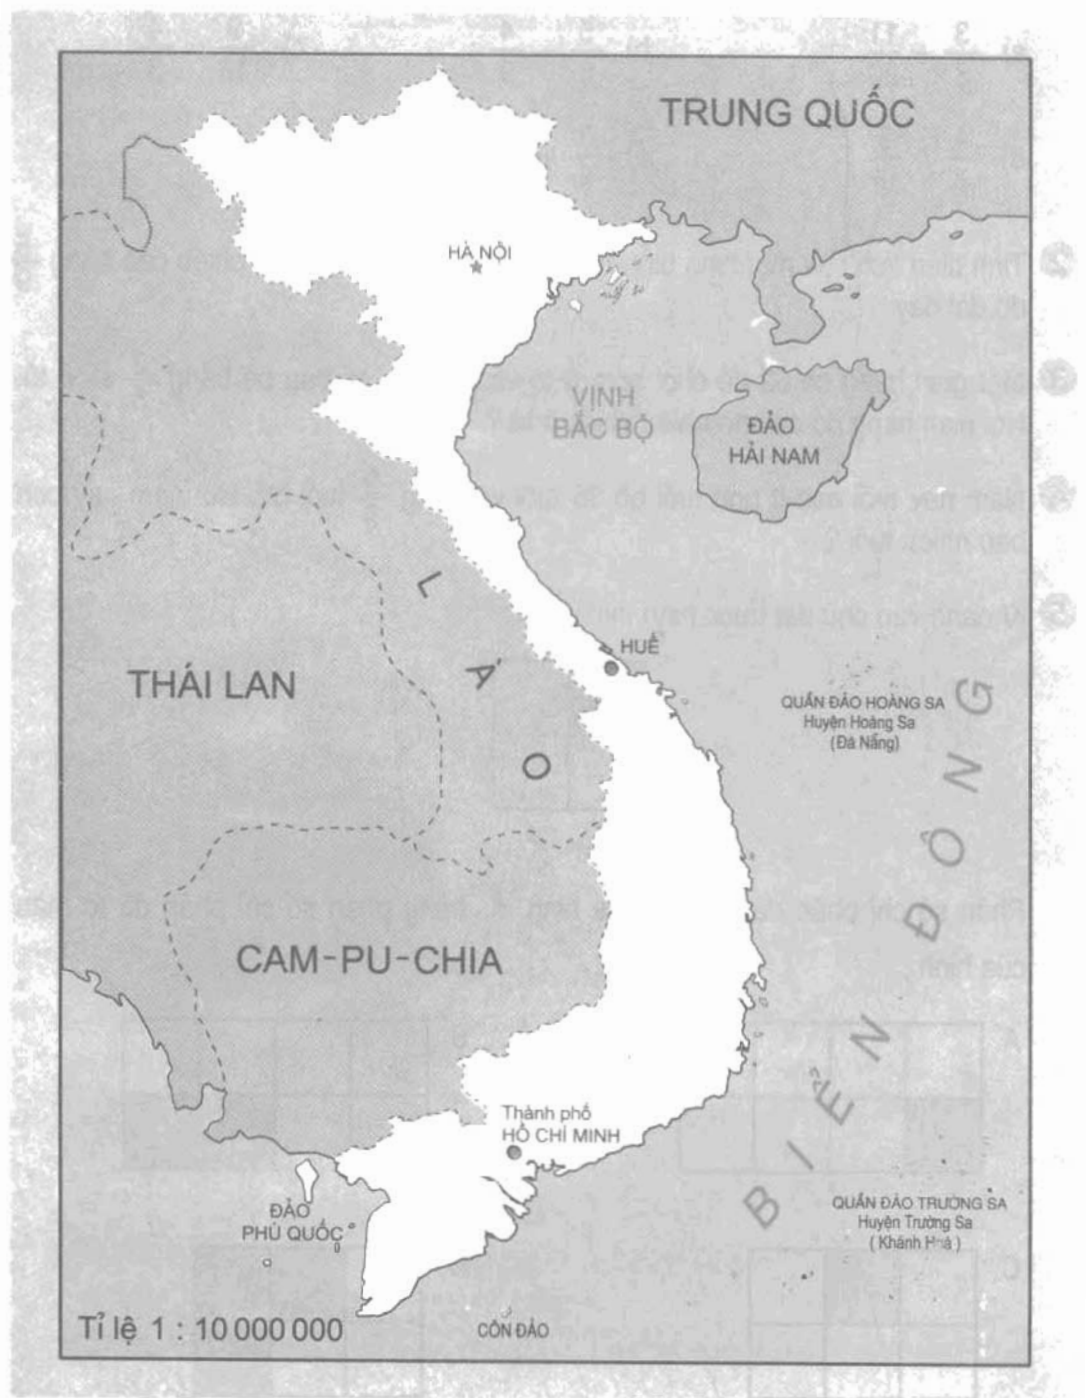 TRUNG QUỐC
HÀ NỘI
VỊNH
BẮC BỘ
ĐẢO
HẢI NAM
LÀO
HUẾ
THÁI LAN
QUẦN ĐẢO HOÀNG SA
Huyện Hoàng Sa
(Đà Nẵng)
BIỂN ĐÔNG
CAM-PU-CHIA
Thành phố
HỒ CHÍ MINH
ĐẢO
PHÚ QUỐC
QUẦN ĐẢO TRƯỜNG SA
Huyện Trường Sa
( Khánh Hoà )
Tỉ lệ 1 : 10 000 000
CÔN ĐẢO